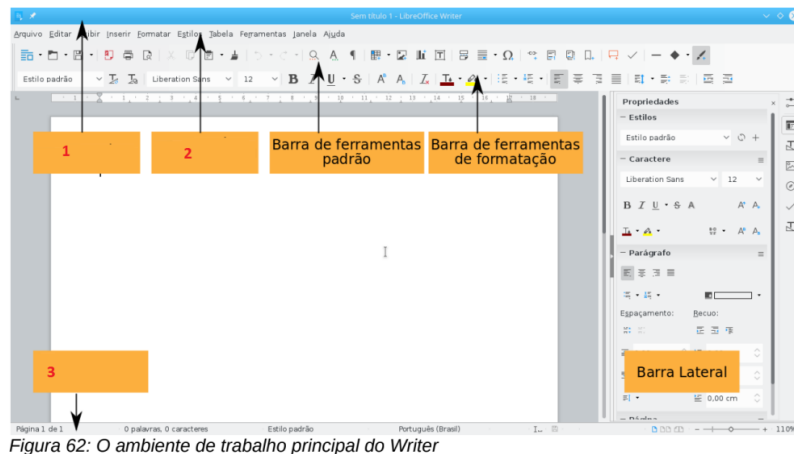 Sem título 1 - LibreOffice Writer
Arquivo Editar Exibir Inserir Formatar Estilos Tabela Ferramentas Janela Ajuda
Estilo padrão Liberation Sans 12
Propriedades
Estilos
Estilo padrão
Caractere
Liberation Sans 12
Parágrafo
Espaçamento: Recuo:
0,00 cm
1
2
Barra de ferramentas
padrão
Barra de ferramentas
de formatação
3
Barra Lateral
Página 1 de 1 0 palavras, 0 caracteres Estilo padrão Português (Brasil) 110%
Figura 62: O ambiente de trabalho principal do Writer